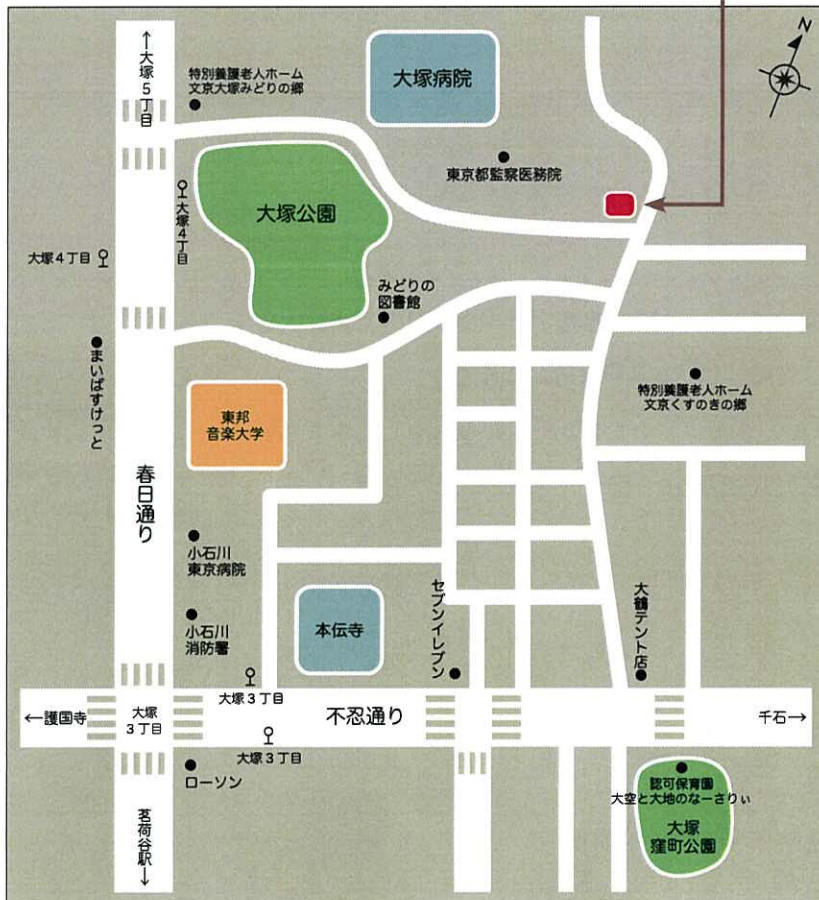 ↑大塚5丁目
特別養護老人ホーム
文京大塚みどりの郷
大塚病院
N
東京都監察医務院
大塚4丁目
大塚公園
大塚4丁目
みどりの
図書館
まいばすけっと
特別養護老人ホーム
文京くすのきの郷
東邦
音楽大学
春日通り
小石川
東京病院
セブンイレブン
大鶴テント店
小石川
消防署
本伝寺
大塚3丁目
←護国寺
大塚
3丁目
不忍通り
千石→
大塚3丁目
ローソン
認可保育園
大空と大地のなーさりぃ
大塚
窪町公園
茗荷谷駅→